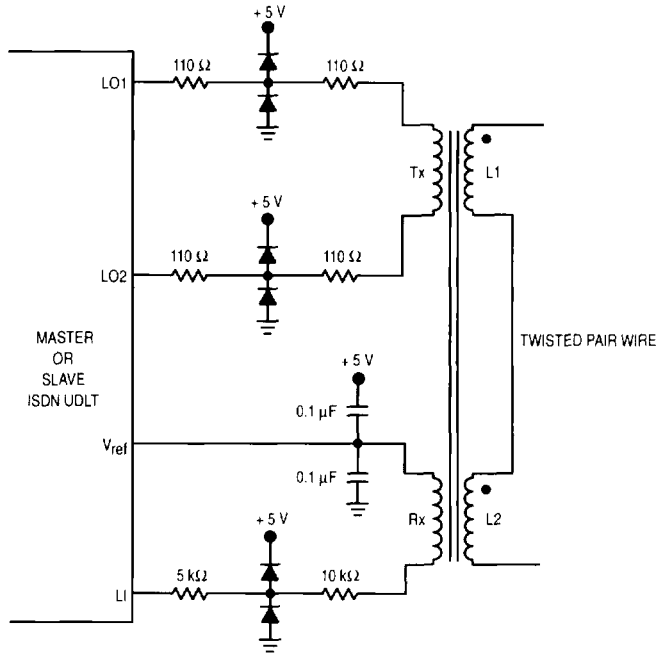 + 5 V
110 Ω
110 Ω
LO1
Tx
L1
+ 5 V
110 Ω
110 Ω
LO2
MASTER
OR
SLAVE
ISDN UDLT
TWISTED PAIR WIRE
+ 5 V
0.1 µF
Vref
0.1 µF
Rx
L2
+ 5 V
5 kΩ
10 kΩ
LI